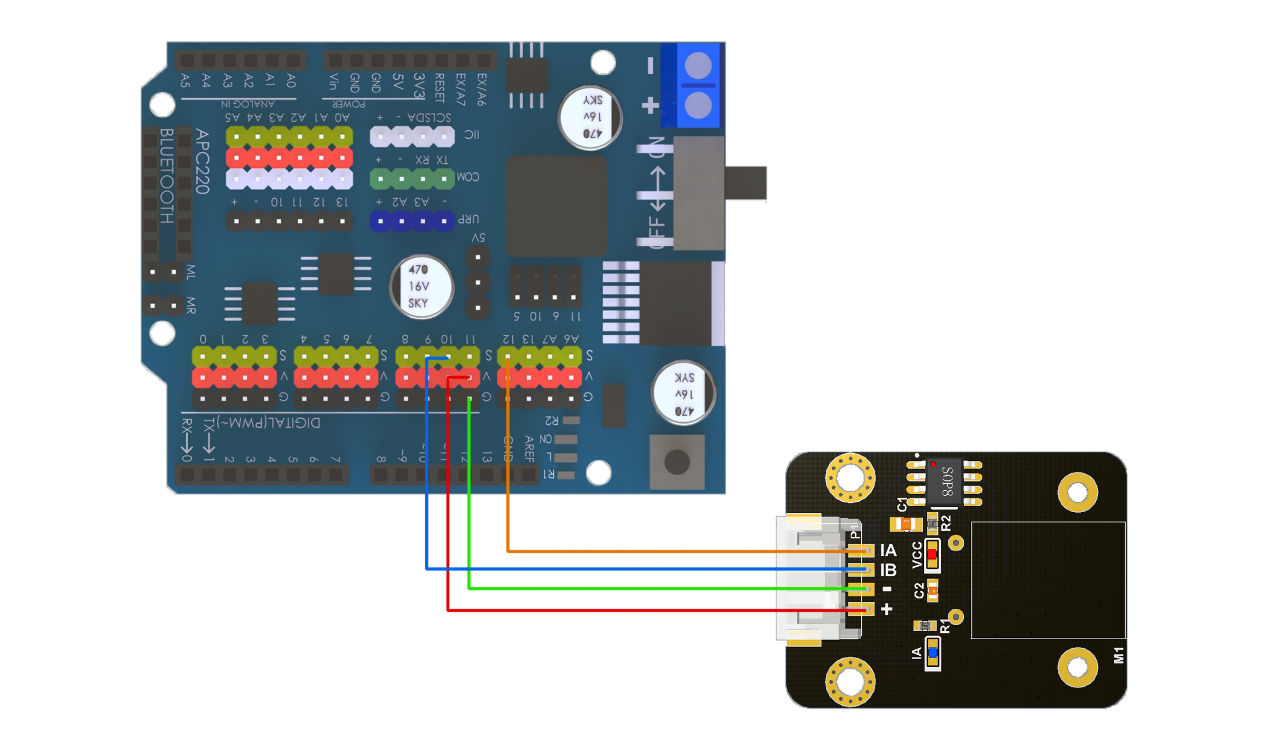 A5 A4 A3 A2 A1 A0
Vin GND GND 5V 3V3 RESET EX/A7 EX/A6
ANALOG IN
POWER
A5 A4 A3 A2 A1 A0
+ - SDA SCL
IIC
+ - RX TX
COM
+ - 10 11 12 13
+ A2 A3 -
URP
BLUETOOTH
APC220
ML
MR
5V
SKY
16V
470
-
+
ON
OFF
470
16V
SKY
5 10 6 11
0 1 2 3
S
V
G
4 5 6 7
S
V
G
8 9 10 11
S
V
G
12 13 A7 A6
S
V
G
SYK
16V
470
DIGITAL(PWM~)
RX→0
TX→1
2 3 4 5 6 7
8 ~9 ~10 ~11 12 13 GND AREF
R2
ON
L
R1
SOP8
C1
R2
P1
VCC
IA
IB
-
+
C2
R1
IA
M1